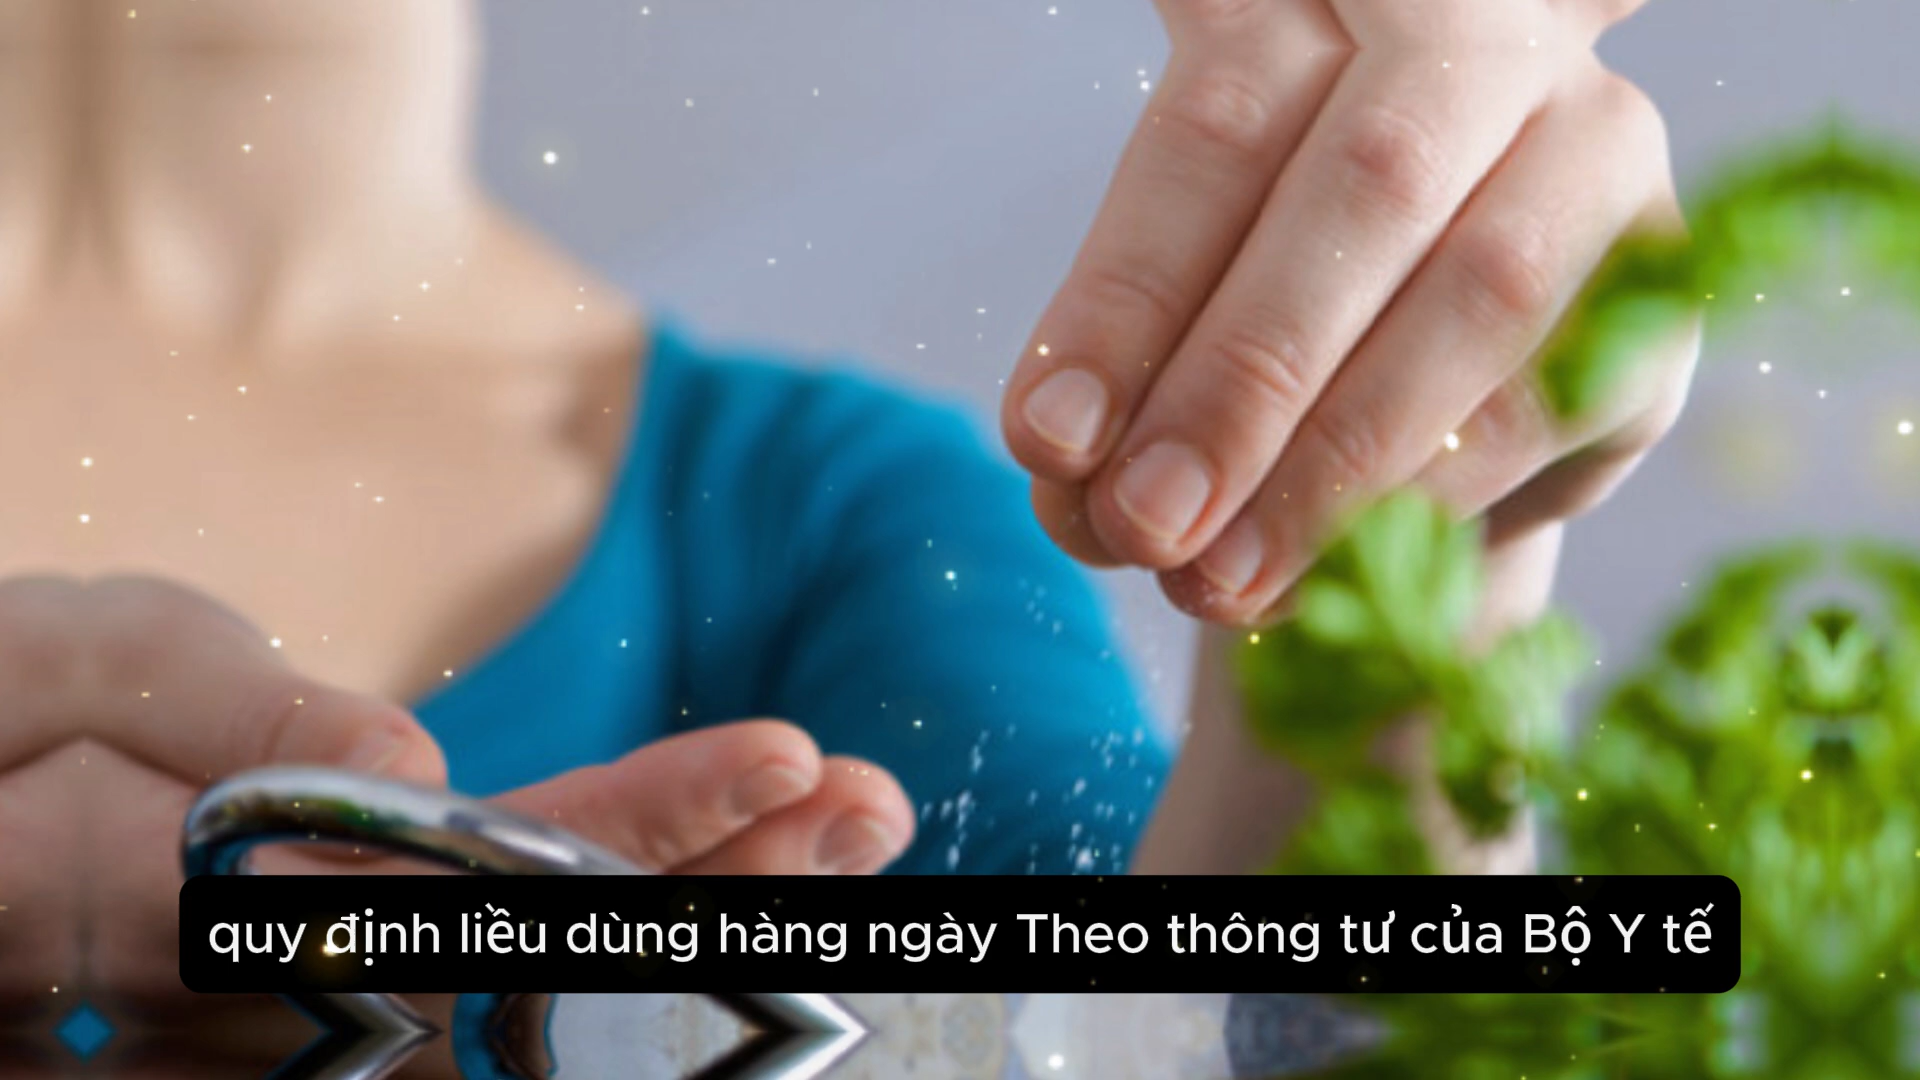 quy định liều dùng hàng ngày Theo thông tư của Bộ Y tế